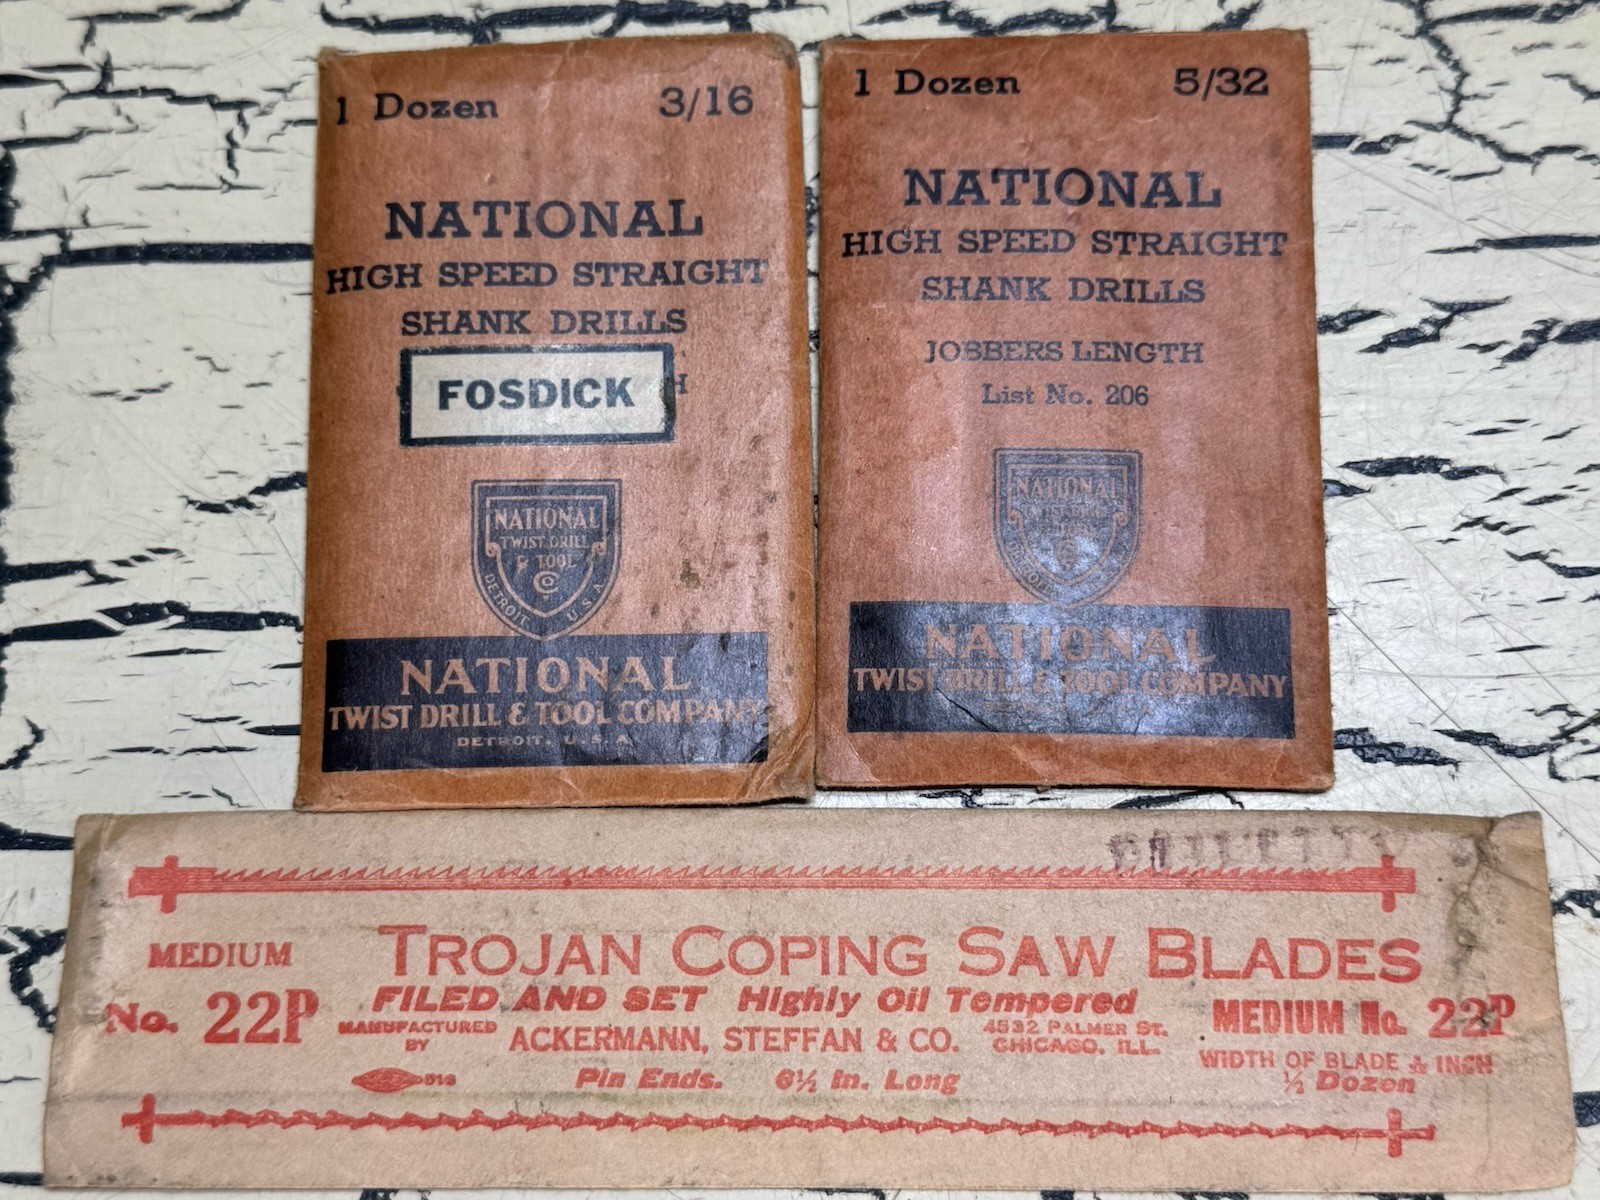 1 Dozen 3/16
NATIONAL
HIGH SPEED STRAIGHT
SHANK DRILLS
FOSDICK
H
NATIONAL
TWIST DRILL
& TOOL
CO
DETROIT, U.S.A.
NATIONAL
TWIST DRILL & TOOL COMPANY
DETROIT, U.S.A.
1 Dozen 5/32
NATIONAL
HIGH SPEED STRAIGHT
SHANK DRILLS
JOBBERS LENGTH
List No. 206
NATIONAL
TWIST DRILL
DETROIT U.S.A.
NATIONAL
TWIST DRILL & TOOL COMPANY
MEDIUM
No. 22P
TROJAN COPING SAW BLADES
FILED AND SET Highly Oil Tempered
MANUFACTURED
BY
ACKERMANN, STEFFAN & CO.
4532 PALMER ST.
CHICAGO, ILL.
Pin Ends. 6½ In. Long
MEDIUM No. 22P
WIDTH OF BLADE INCH
½ Dozen